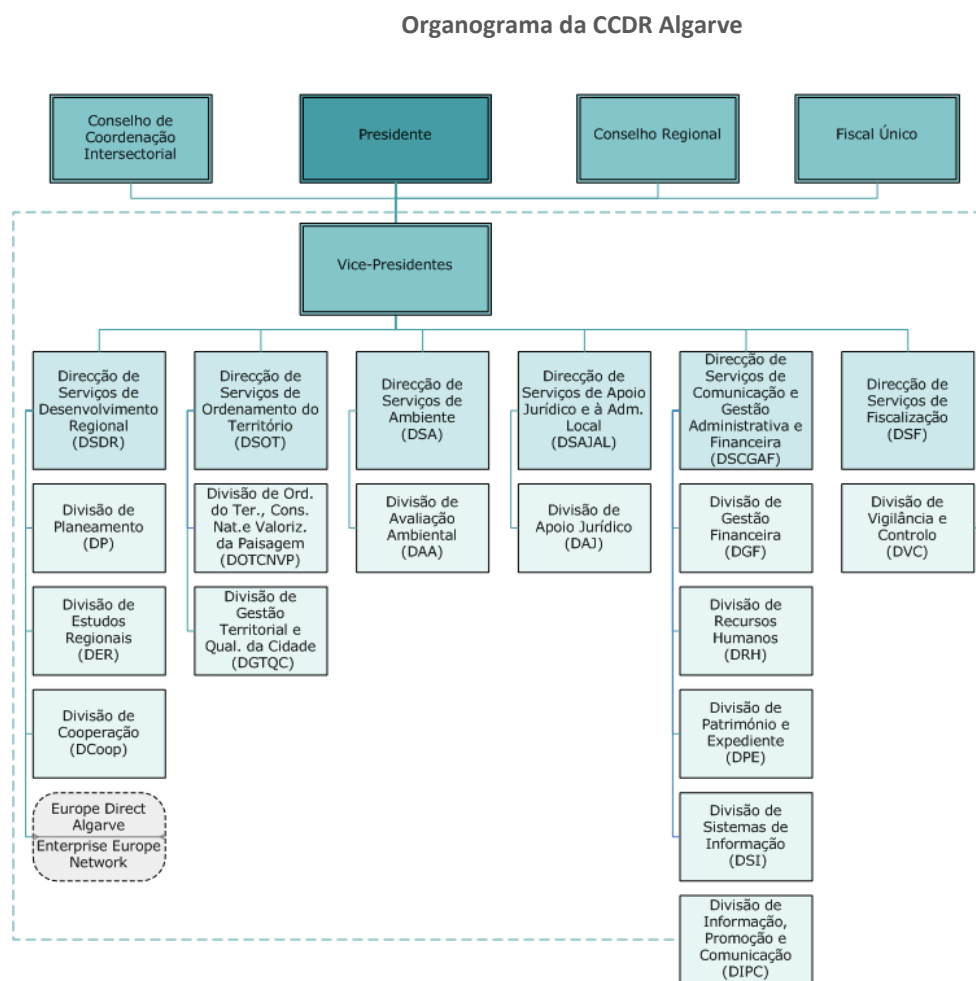 Organograma da CCDR Algarve
Conselho de
Coordenação
Intersectorial
Presidente
Conselho Regional
Fiscal Único
Vice-Presidentes
Direcção de
Serviços de
Desenvolvimento
Regional
(DSDR)
Direcção de
Serviços de
Ordenamento do
Território
(DSOT)
Direcção de
Serviços de
Ambiente
(DSA)
Direcção de
Serviços de Apoio
Jurídico e à Adm.
Local
(DSAJAL)
Direcção de
Serviços de
Comunicação e
Gestão
Administrativa e
Financeira
(DSCGAF)
Direcção de
Serviços de
Fiscalização
(DSF)
Divisão de
Planeamento
(DP)
Divisão de Ord.
do Ter., Cons.
Nat.e Valoriz.
da Paisagem
(DOTCNVP)
Divisão de
Avaliação
Ambiental
(DAA)
Divisão de
Apoio Jurídico
(DAJ)
Divisão de
Gestão
Financeira
(DGF)
Divisão de
Vigilância e
Controlo
(DVC)
Divisão de
Estudos
Regionais
(DER)
Divisão de
Gestão
Territorial e
Qual. da Cidade
(DGTQC)
Divisão de
Recursos
Humanos
(DRH)
Divisão de
Cooperação
(DCoop)
Divisão de
Património e
Expediente
(DPE)
Europe Direct
Algarve
Enterprise Europe
Network
Divisão de
Sistemas de
Informação
(DSI)
Divisão de
Informação,
Promoção e
Comunicação
(DIPC)